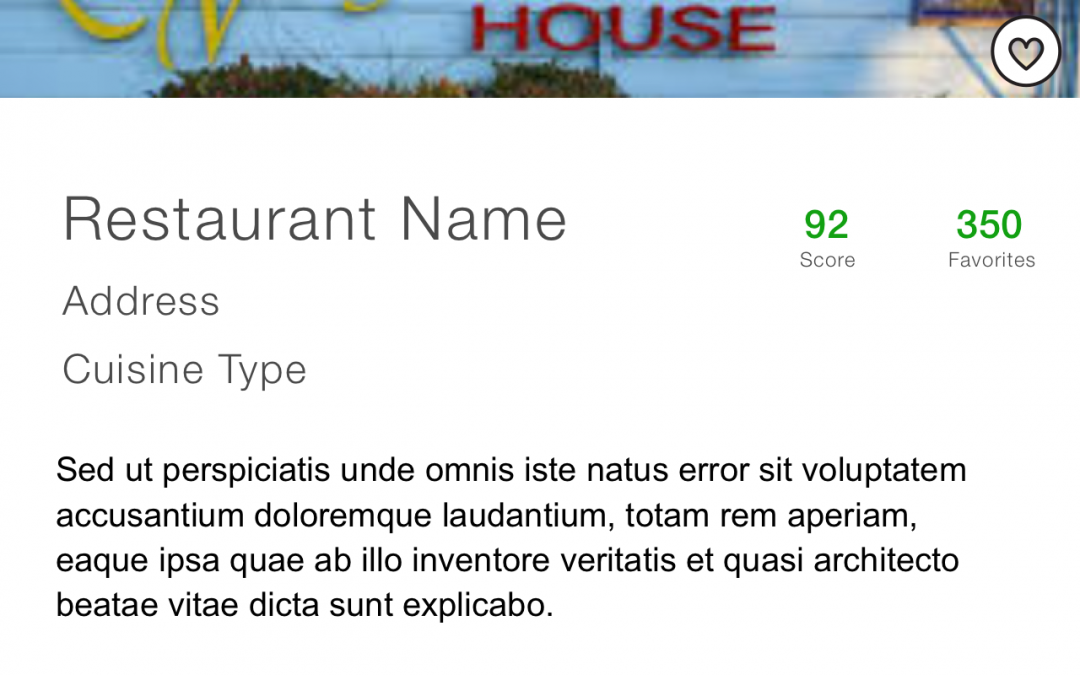 HOUSE
Restaurant Name
92
Score
350
Favorites
Address
Cuisine Type
Sed ut perspiciatis unde omnis iste natus error sit voluptatem
accusantium doloremque laudantium, totam rem aperiam,
eaque ipsa quae ab illo inventore veritatis et quasi architecto
beatae vitae dicta sunt explicabo.